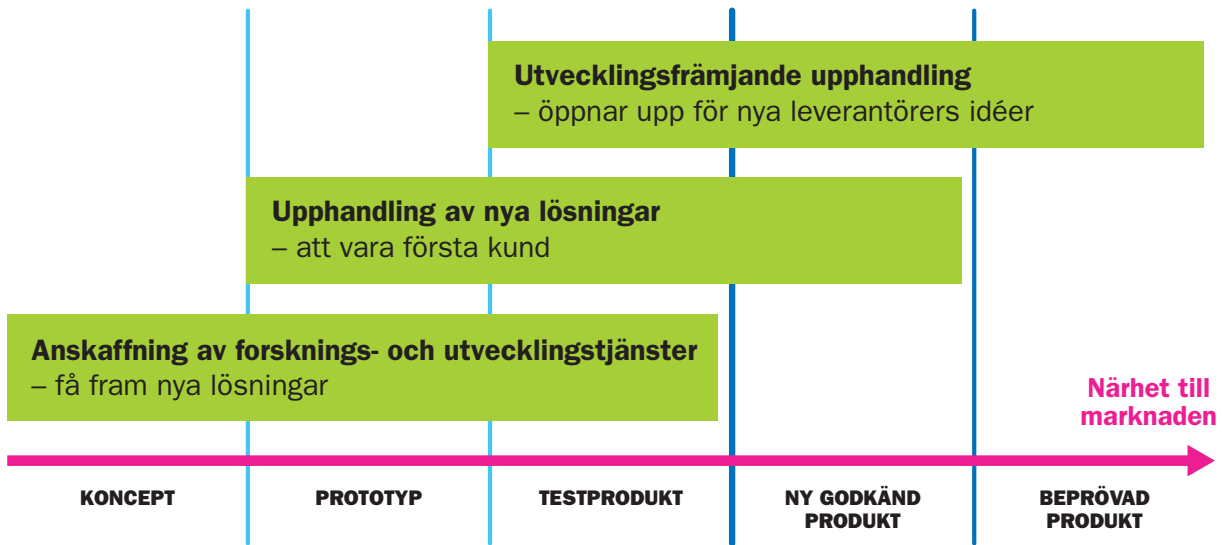 Utvecklingsfrämjande upphandling
– öppnar upp för nya leverantörers idéer
Upphandling av nya lösningar
– att vara första kund
Anskaffning av forsknings- och utvecklingstjänster
– få fram nya lösningar
Närhet till
marknaden
KONCEPT
PROTOTYP
TESTPRODUKT
NY GODKÄND
PRODUKT
BEPRÖVAD
PRODUKT